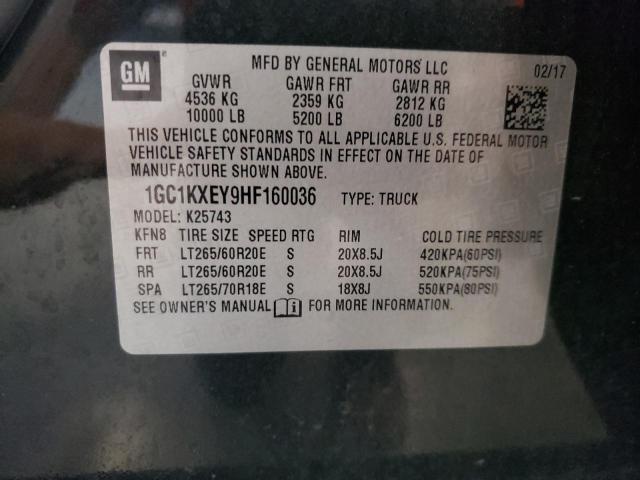 GM
®
MFD BY GENERAL MOTORS LLC 02/17
GVWR GAWR FRT GAWR RR
4536 KG 2359 KG 2812 KG
10000 LB 5200 LB 6200 LB
THIS VEHICLE CONFORMS TO ALL APPLICABLE U.S. FEDERAL MOTOR
VEHICLE SAFETY STANDARDS IN EFFECT ON THE DATE OF
MANUFACTURE SHOWN ABOVE.
1GC1KXEY9HF160036 TYPE: TRUCK
MODEL: K25743
KFN8 TIRE SIZE SPEED RTG RIM COLD TIRE PRESSURE
FRT LT265/60R20E S 20X8.5J 420KPA(60PSI)
RR LT265/60R20E S 20X8.5J 520KPA(75PSI)
SPA LT265/70R18E S 18X8J 550KPA(80PSI)
SEE OWNER'S MANUAL FOR MORE INFORMATION.